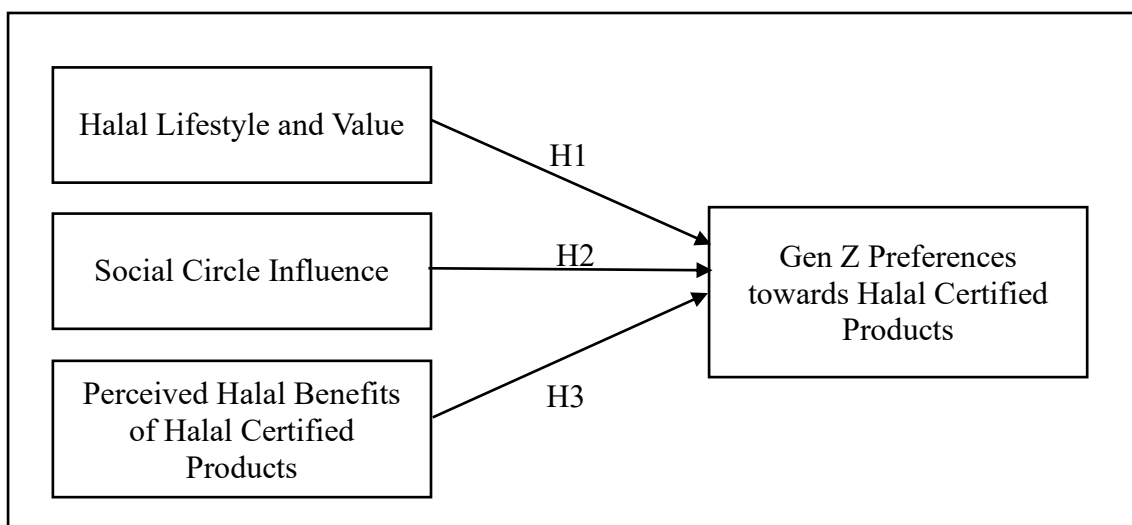 Halal Lifestyle and Value
H1
Social Circle Influence
H2
Gen Z Preferences
towards Halal Certified
Products
Perceived Halal Benefits
of Halal Certified
Products
H3